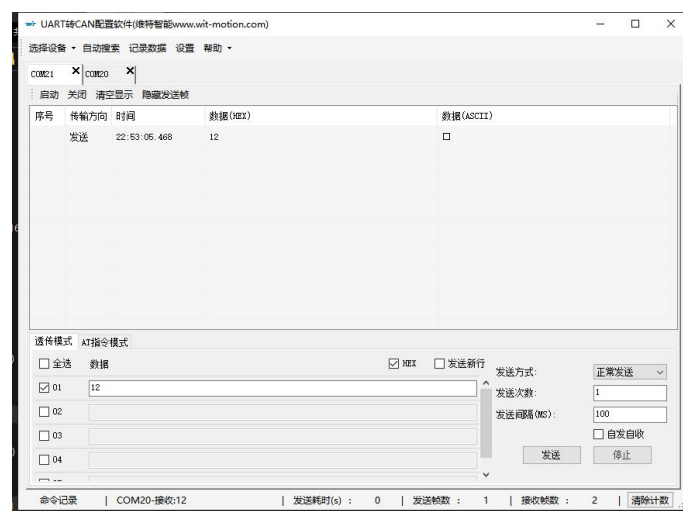 UART转CAN配置软件(维特智能www.wit-motion.com)
选择设备 自动搜索 记录数据 设置 帮助
COM21 COM20
启动 关闭 清空显示 隐藏发送帧
序号 传输方向 时间 数据(HEX) 数据(ASCII)
发送 22:53:05.468 12
透传模式 AT指令模式
全选 数据 HEX 发送新行
发送方式: 正常发送
01 12
发送次数: 1
02
发送间隔(MS): 100
03
自发自收
04
发送 停止
命令记录 | COM20-接收:12 | 发送耗时(s) : 0 | 发送帧数 : 1 | 接收帧数 : 2 | 清除计数